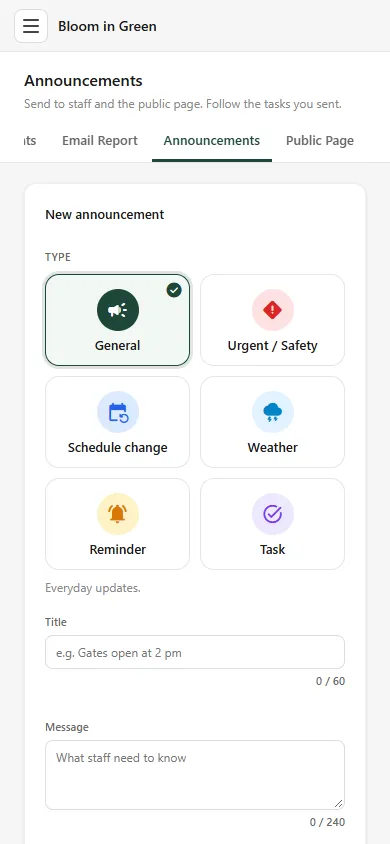 Bloom in Green
Announcements
Send to staff and the public page. Follow the tasks you sent.
Email Report Announcements Public Page
New announcement
TYPE
General
Urgent / Safety
Schedule change
Weather
Reminder
Task
Everyday updates.
Title
e.g. Gates open at 2 pm
0 / 60
Message
What staff need to know
0 / 240